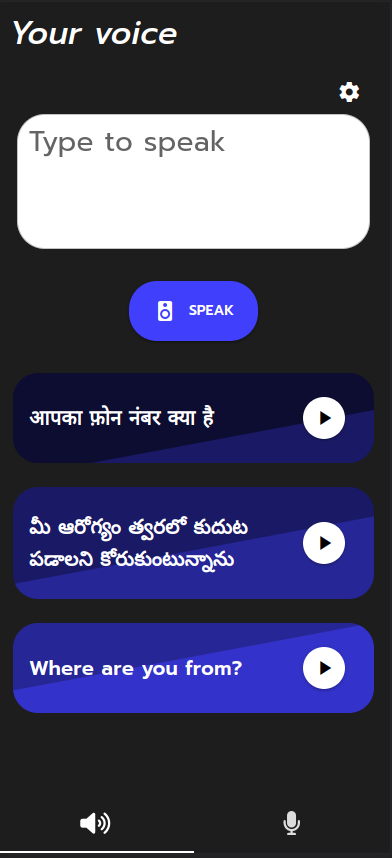 Your voice
Type to speak
SPEAK
आपका फ़ोन नंबर क्या है
మీ ఆరోగ్యం త్వరలో కుదుట
పడాలని కోరుకుంటున్నాను
Where are you from?